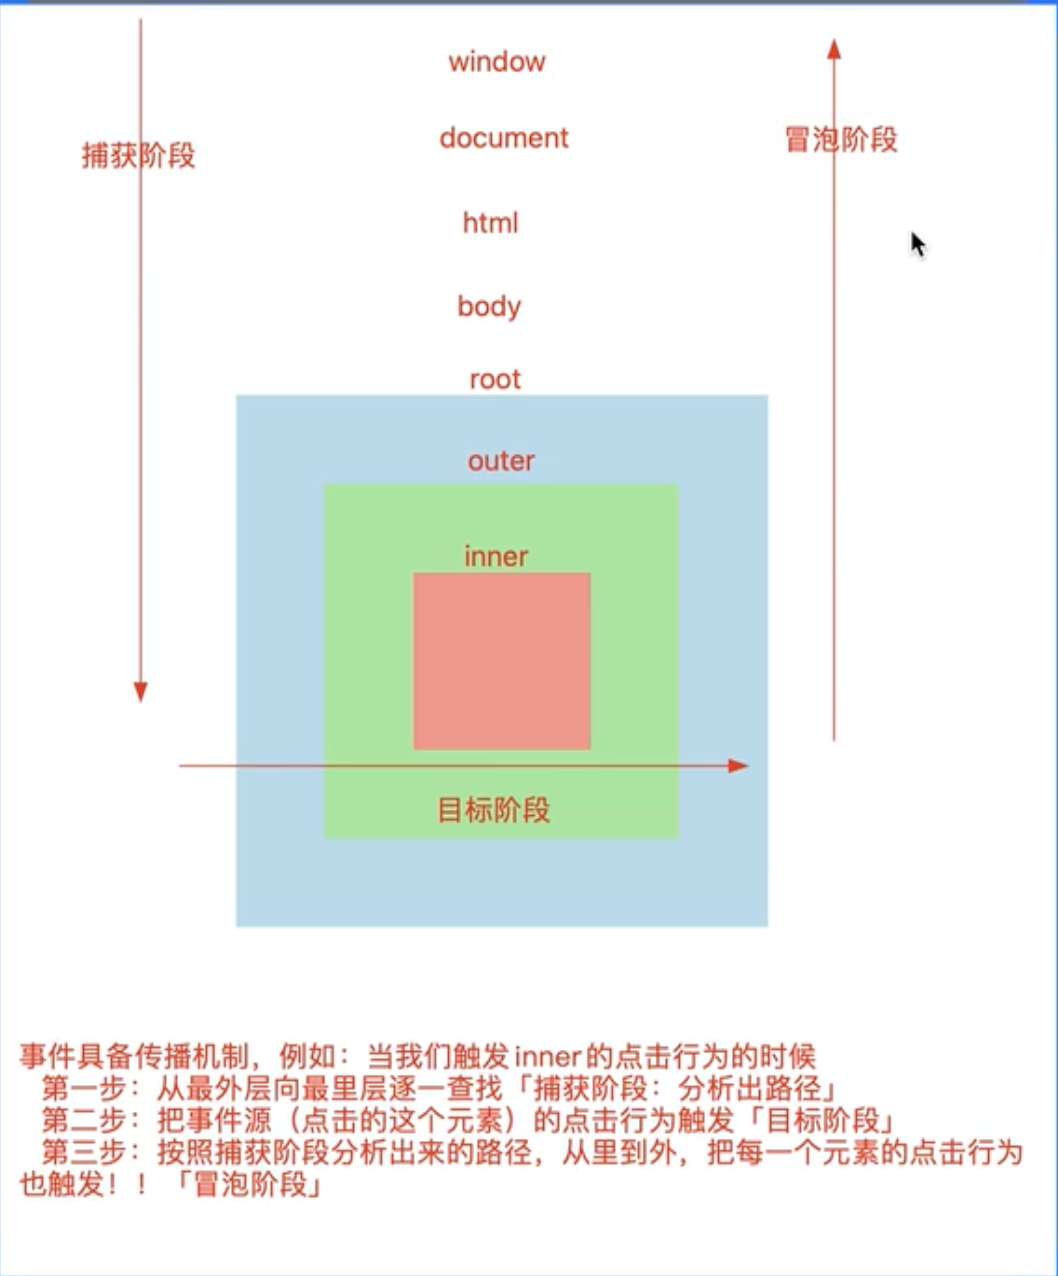 window
document
捕获阶段
冒泡阶段
html
body
root
outer
inner
目标阶段
事件具备传播机制，例如：当我们触发inner的点击行为的时候
第一步：从最外层向最里层逐一查找「捕获阶段：分析出路径」
第二步：把事件源（点击的这个元素）的点击行为触发「目标阶段」
第三步：按照捕获阶段分析出来的路径，从里到外，把每一个元素的点击行为
也触发！！「冒泡阶段」